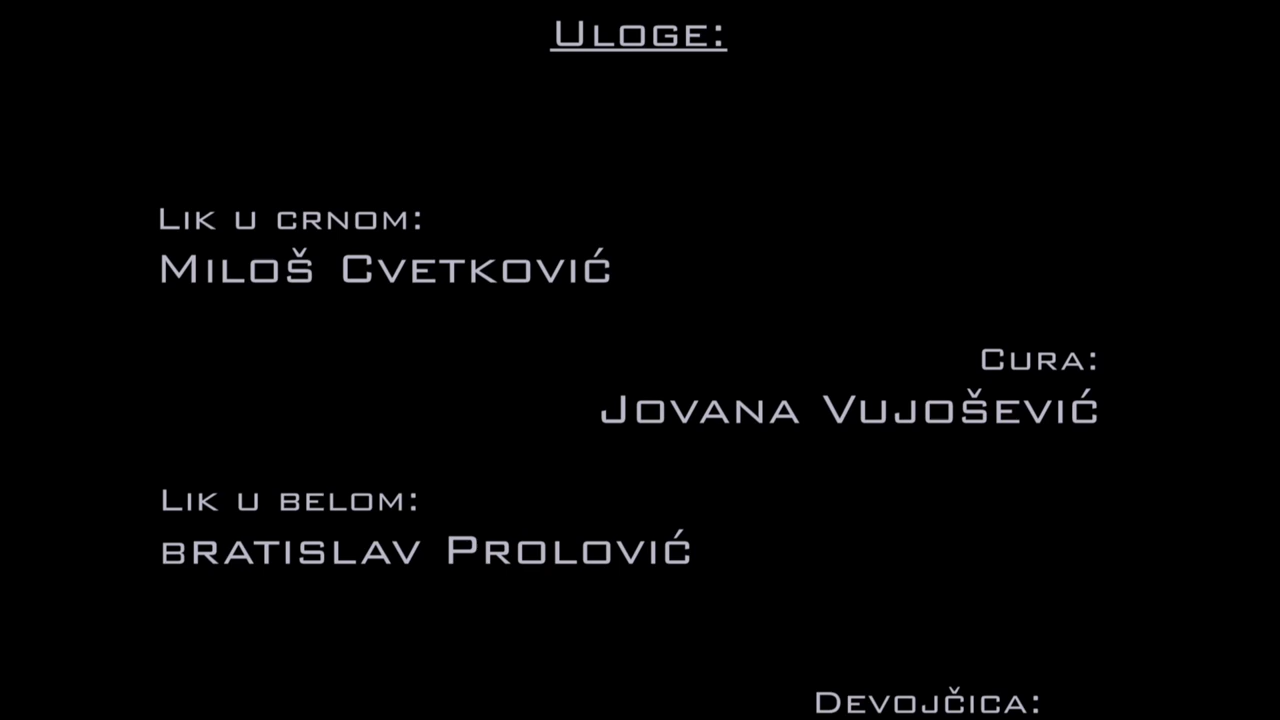 Uloge:
Lik u crnom:
Miloš Cvetković
Cura:
Jovana Vujošević
Lik u belom:
bratislav Prolović
Devojčica: